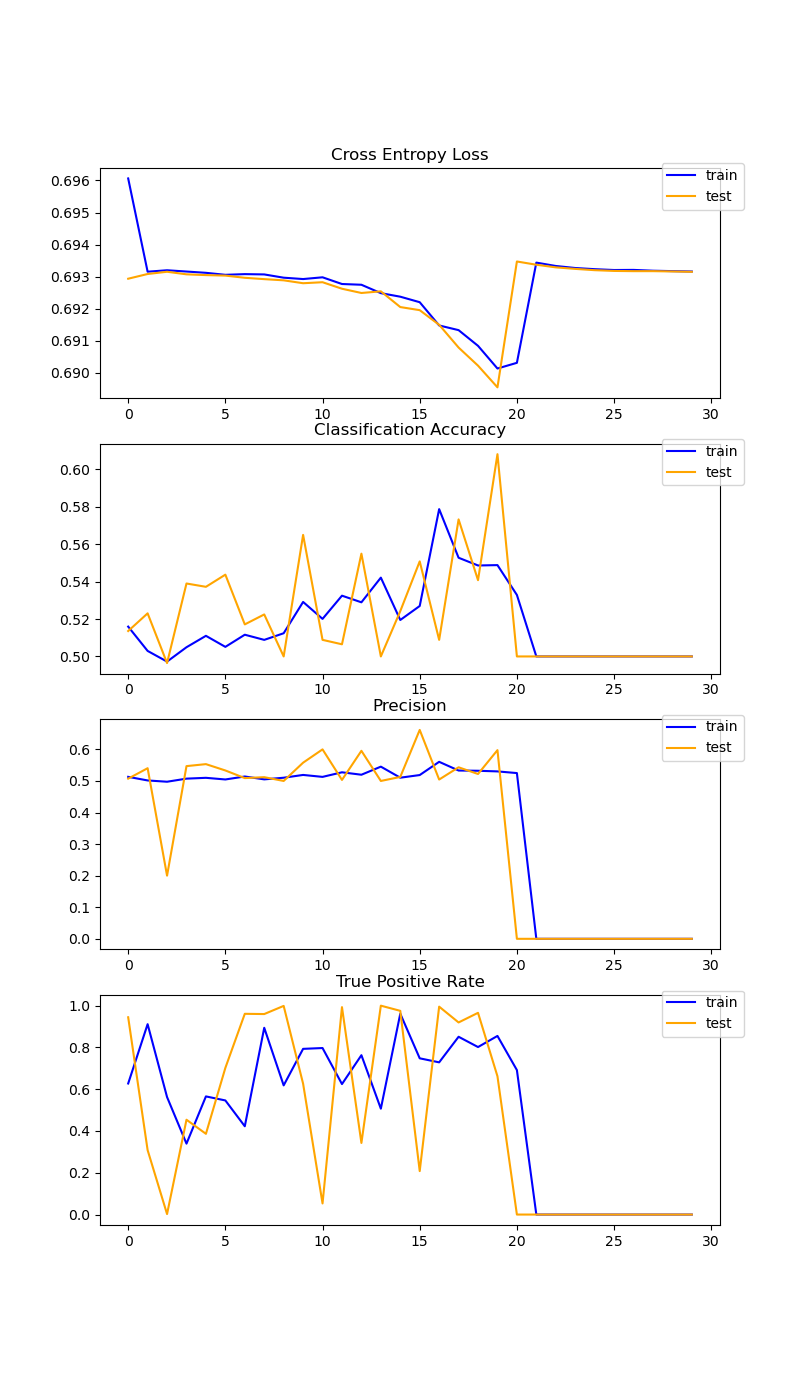 Cross Entropy Loss
train
test
0.696
0.695
0.694
0.693
0.692
0.691
0.690
0 5 10 15 20 25 30
Classification Accuracy
train
test
0.60
0.58
0.56
0.54
0.52
0.50
0 5 10 15 20 25 30
Precision
train
test
0.6
0.5
0.4
0.3
0.2
0.1
0.0
0 5 10 15 20 25 30
True Positive Rate
train
test
1.0
0.8
0.6
0.4
0.2
0.0
0 5 10 15 20 25 30